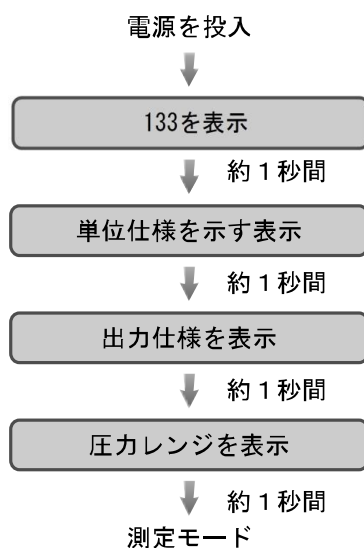 電源を投入
133を表示
約1秒間
単位仕様を示す表示
約1秒間
出力仕様を表示
約1秒間
圧力レンジを表示
約1秒間
測定モード